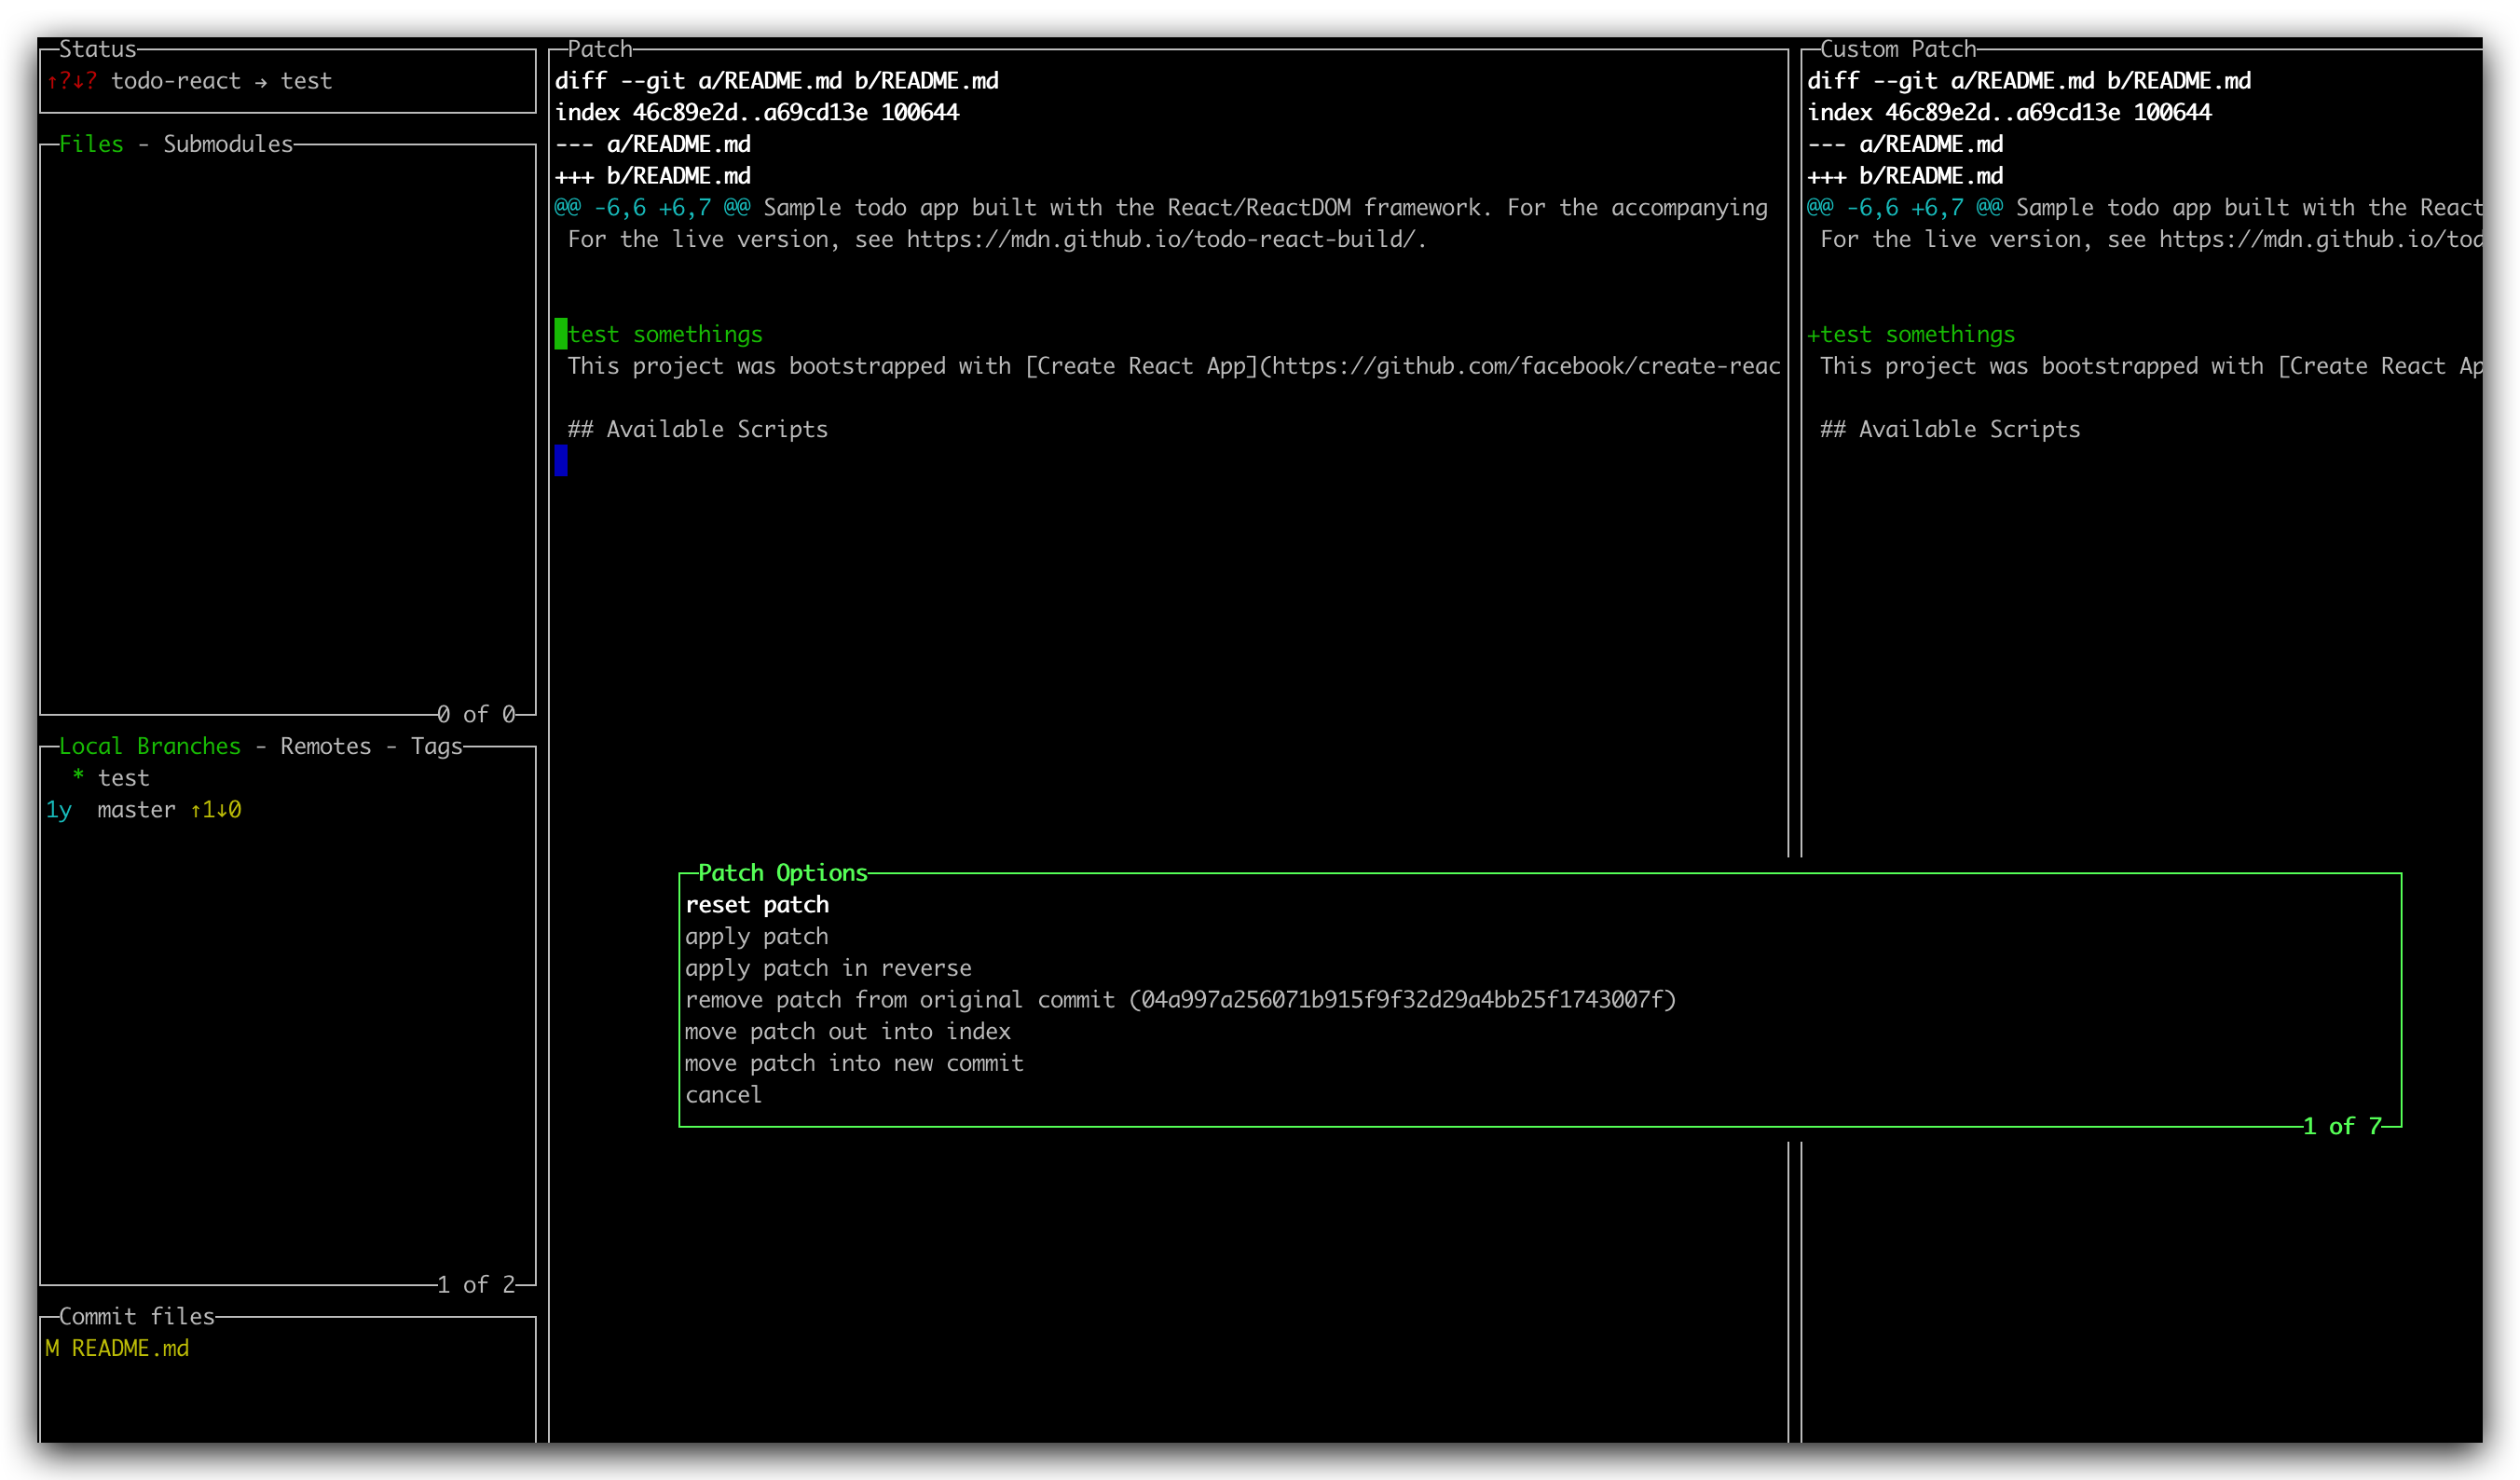 Status
↑?↓? todo-react → test
Files - Submodules
0 of 0
Local Branches - Remotes - Tags
* test
1y master ↑1↓0
1 of 2
Commit files
M README.md
Patch
diff --git a/README.md b/README.md
index 46c89e2d..a69cd13e 100644
--- a/README.md
+++ b/README.md
@@ -6,6 +6,7 @@ Sample todo app built with the React/ReactDOM framework. For the accompanying
For the live version, see https://mdn.github.io/todo-react-build/.
test somethings
This project was bootstrapped with [Create React App](https://github.com/facebook/create-reac
## Available Scripts
Custom Patch
diff --git a/README.md b/README.md
index 46c89e2d..a69cd13e 100644
--- a/README.md
+++ b/README.md
@@ -6,6 +6,7 @@ Sample todo app built with the React
For the live version, see https://mdn.github.io/tod
+test somethings
This project was bootstrapped with [Create React Ap
## Available Scripts
Patch Options
reset patch
apply patch
apply patch in reverse
remove patch from original commit (04a997a256071b915f9f32d29a4bb25f1743007f)
move patch out into index
move patch into new commit
cancel
1 of 7